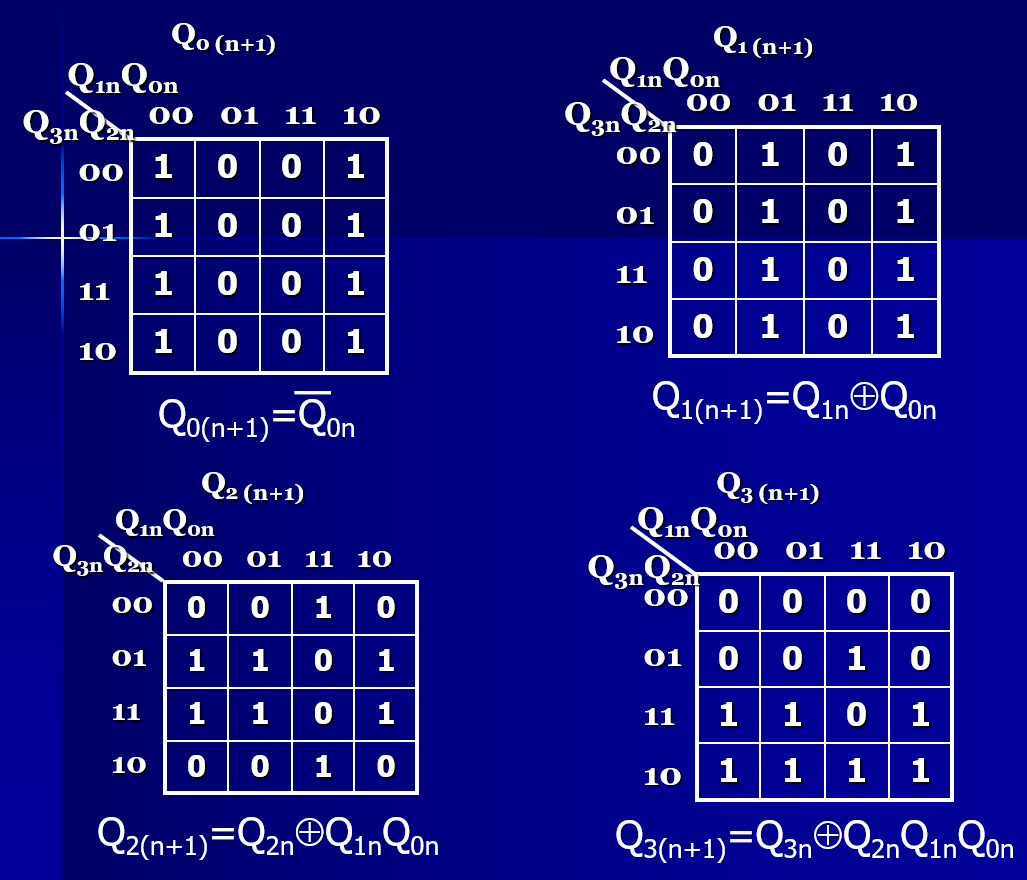 Q0 (n+1)
Q1nQ0n
Q3nQ2n 00 01 11 10
00 1 0 0 1
01 1 0 0 1
11 1 0 0 1
10 1 0 0 1
Q0(n+1)=Q̅0n
Q1 (n+1)
Q1nQ0n
Q3nQ2n 00 01 11 10
00 0 1 0 1
01 0 1 0 1
11 0 1 0 1
10 0 1 0 1
Q1(n+1)=Q1n⊕Q0n
Q2 (n+1)
Q1nQ0n
Q3nQ2n 00 01 11 10
00 0 0 1 0
01 1 1 0 1
11 1 1 0 1
10 0 0 1 0
Q2(n+1)=Q2n⊕Q1nQ0n
Q3 (n+1)
Q1nQ0n
Q3nQ2n 00 01 11 10
00 0 0 0 0
01 0 0 1 0
11 1 1 0 1
10 1 1 1 1
Q3(n+1)=Q3n⊕Q2nQ1nQ0n